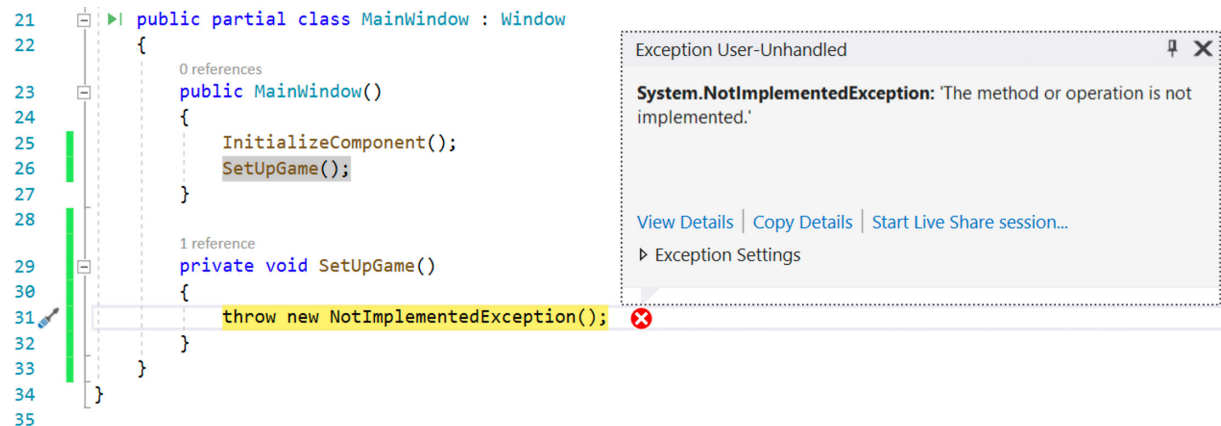 21 public partial class MainWindow : Window
22 {
0 references
23 public MainWindow()
24 {
25 InitializeComponent();
26 SetUpGame();
27 }
28
1 reference
29 private void SetUpGame()
30 {
31 throw new NotImplementedException();
32 }
33 }
34 }
35
Exception User-Unhandled
System.NotImplementedException: 'The method or operation is not
implemented.'
View Details | Copy Details | Start Live Share session...
Exception Settings